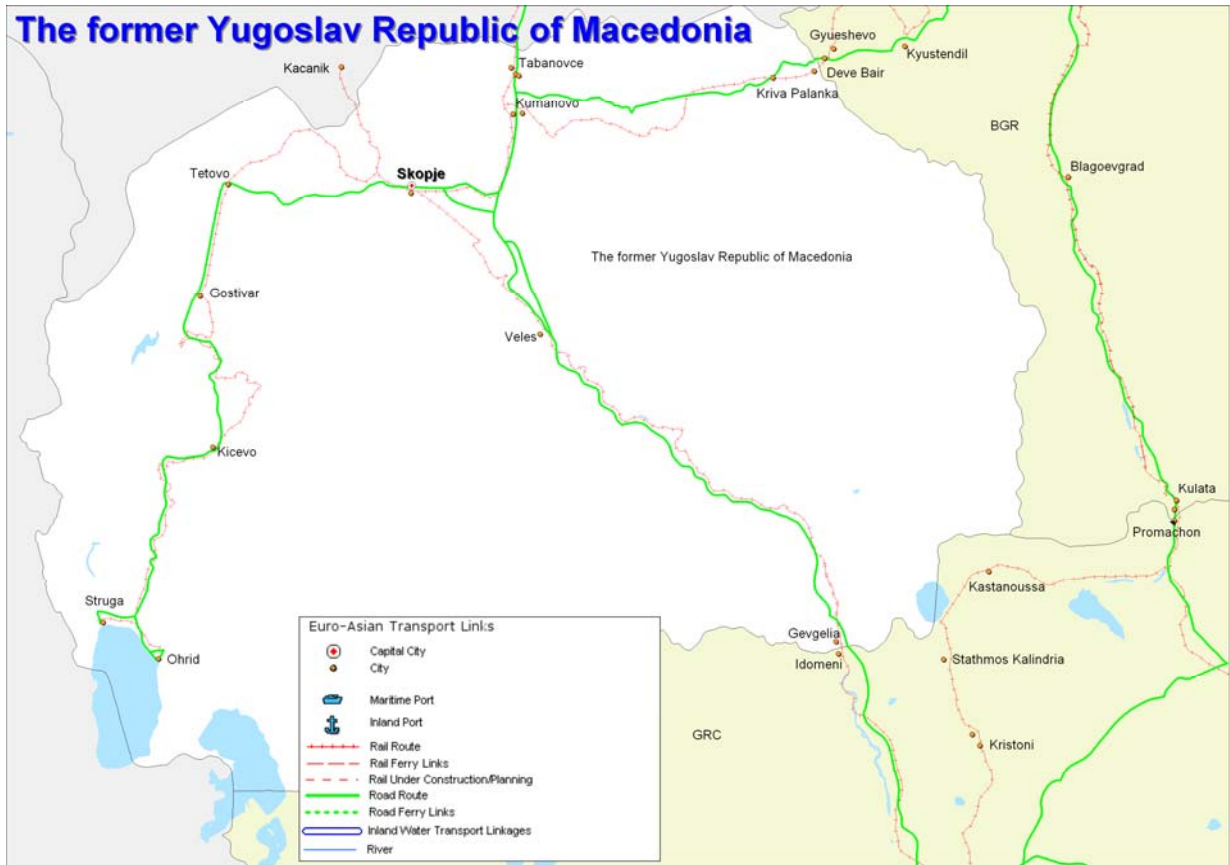 The former Yugoslav Republic of Macedonia
Gyueshevo
Kyustendil
Kacanik
Tabanovce
Deve Bair
Kriva Palanka
Kumanovo
BGR
Blagoevgrad
Tetovo
Skopje
The former Yugoslav Republic of Macedonia
Gostivar
Veles
Kicevo
Kulata
Promachon
Kastanoussa
Struga
Gevgelia
Idomeni
Stathmos Kalindria
Ohrid
GRC
Kristoni
Euro-Asian Transport Links
Capital City
City
Maritime Port
Inland Port
Rail Route
Rail Ferry Links
Rail Under Construction/Planning
Road Route
Road Ferry Links
Inland Water Transport Linkages
River